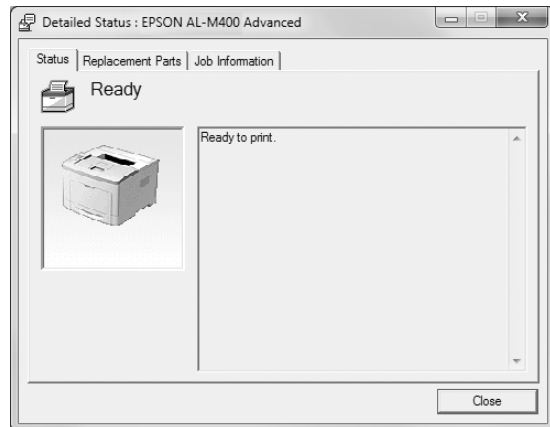 Detailed Status : EPSON AL-M400 Advanced
Status Replacement Parts Job Information
Ready
Ready to print.
Close